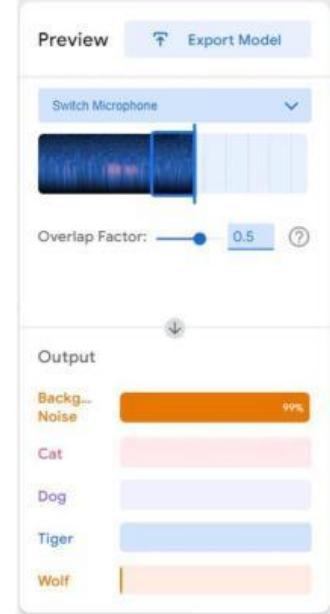 Preview
Export Model
Switch Microphone
Overlap Factor: 0.5
Output
Backg...
Noise
99%
Cat
Dog
Tiger
Wolf